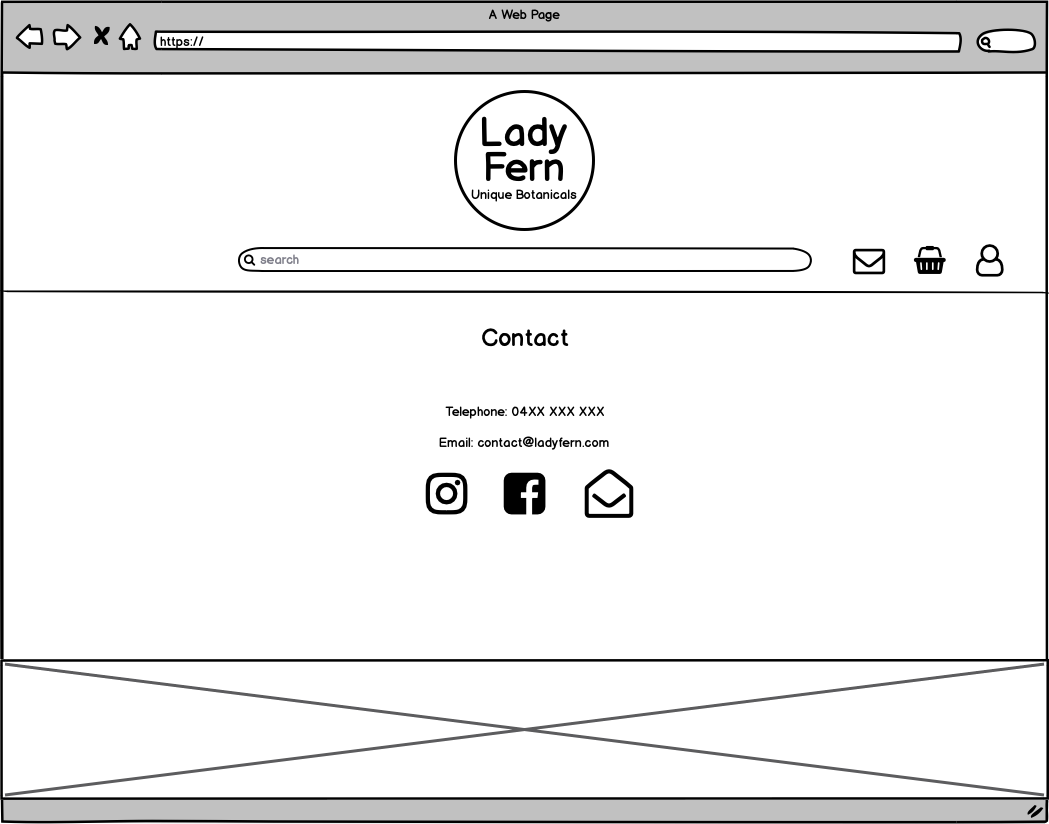 A Web Page
https://
Lady
Fern
Unique Botanicals
search
Contact
Telephone: 04XX XXX XXX
Email: contact@ladyfern.com